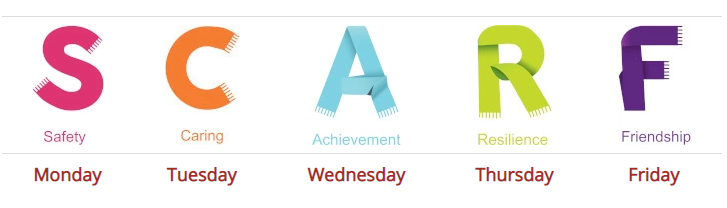 S C A R F
Safety Caring Achievement Resilience Friendship
Monday Tuesday Wednesday Thursday Friday